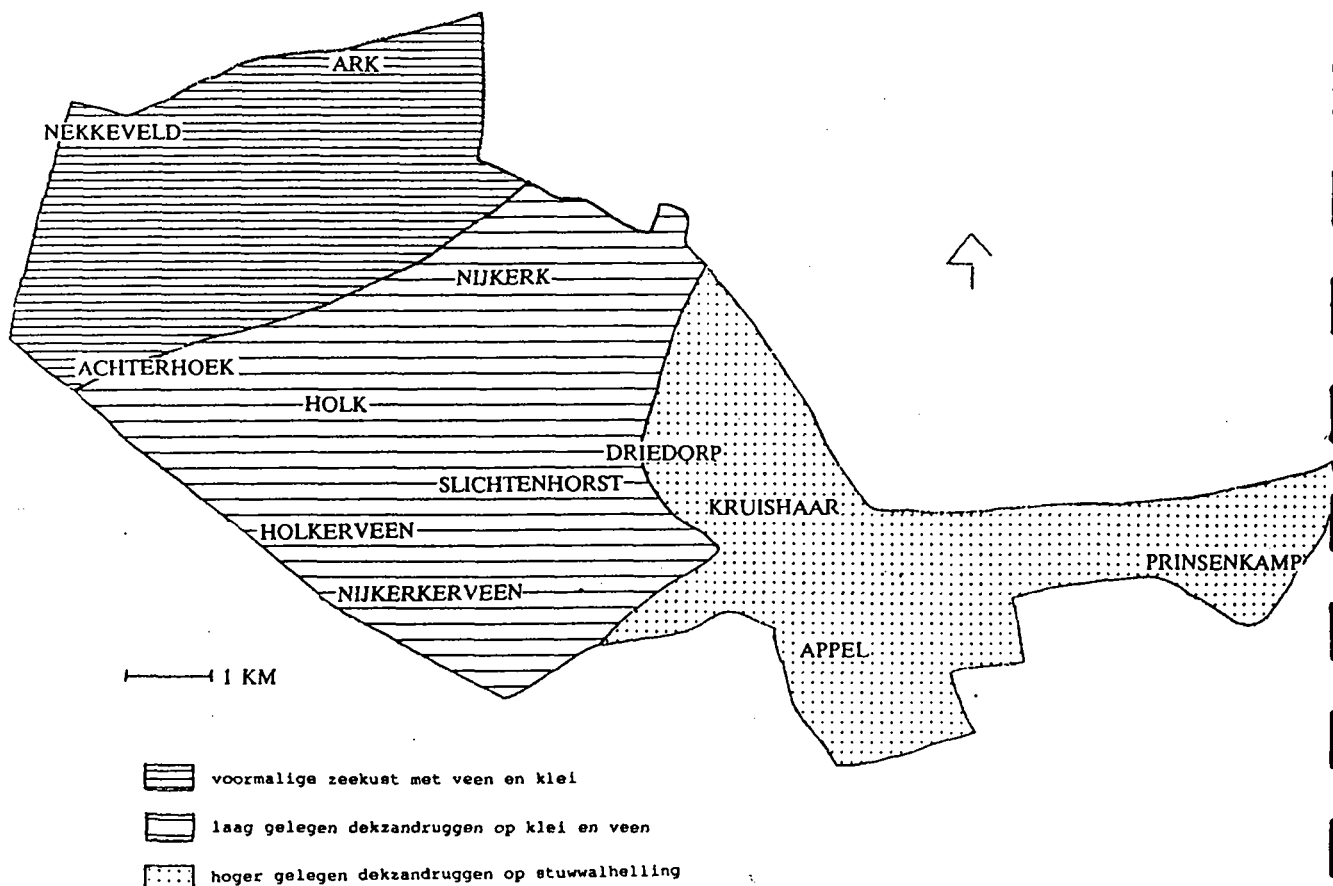 ARK
NEKKEVELD
NIJKERK
ACHTERHOEK
HOLK
DRIEDORP
SLICHTENHORST
KRUISHAAR
HOLKERVEEN
PRINSENKAMP
NIJKERKERVEEN
APPEL
1 KM
voormalige zeekust met veen en klei
laag gelegen dekzandruggen op klei en veen
hoger gelegen dekzandruggen op stuwwalhelling